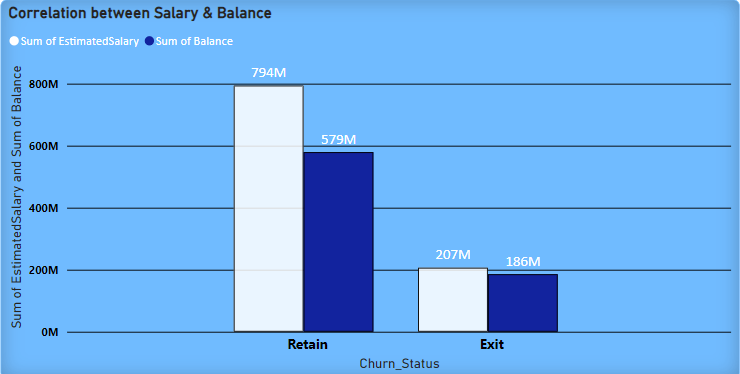 Correlation between Salary & Balance
Sum of EstimatedSalary Sum of Balance
Sum of EstimatedSalary and Sum of Balance
800M
600M
400M
200M
0M
794M
579M
207M
186M
Retain
Exit
Churn_Status